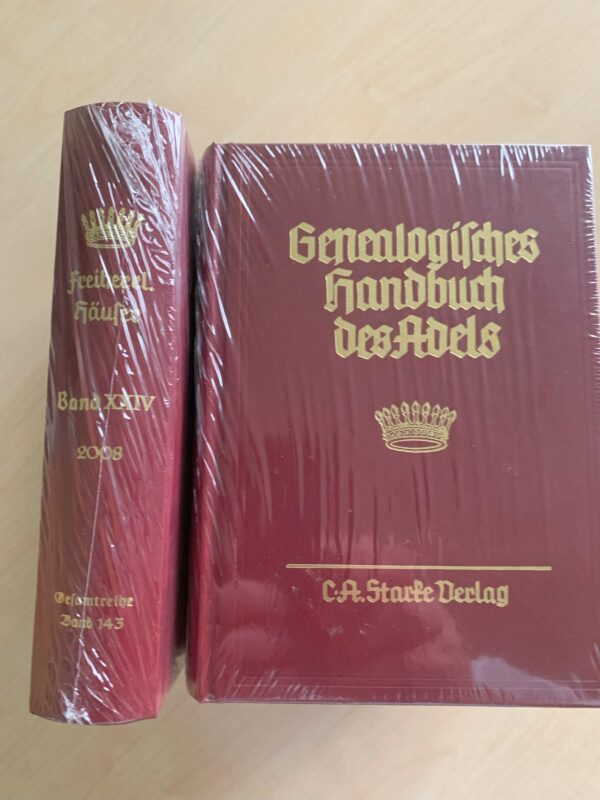 Freiherrl.
Häuser
Band XXIV
2008
Gesamtreihe
Band 143
Genealogisches
Handbuch
des Adels
C. A. Starke Verlag